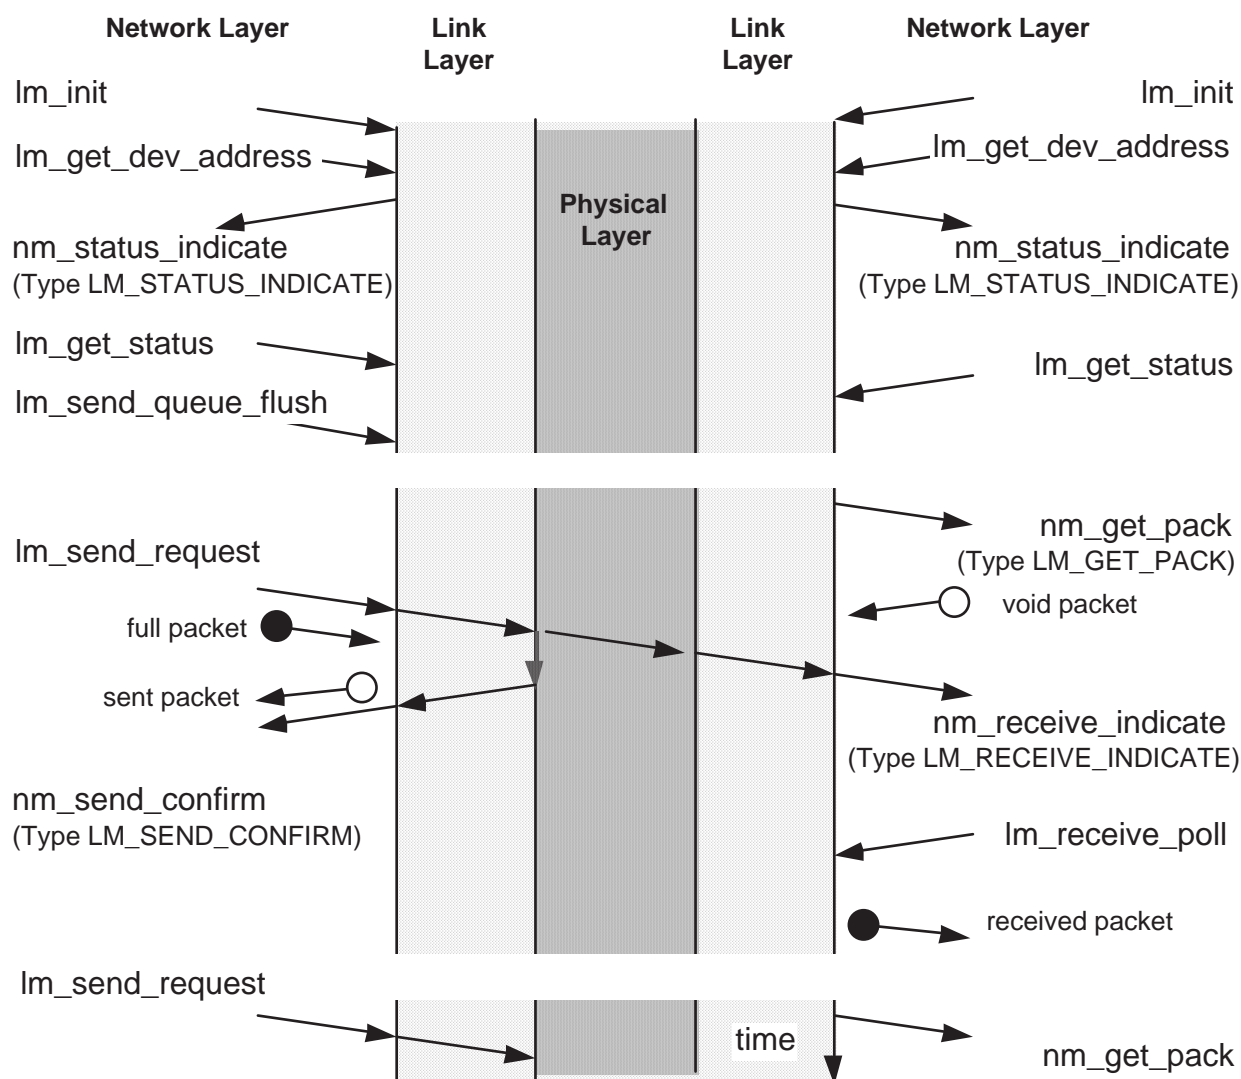 Network Layer
Link
Layer
Link
Layer
Network Layer
lm_init
lm_init
lm_get_dev_address
lm_get_dev_address
Physical
Layer
nm_status_indicate
(Type LM_STATUS_INDICATE)
nm_status_indicate
(Type LM_STATUS_INDICATE)
lm_get_status
lm_get_status
lm_send_queue_flush
nm_get_pack
(Type LM_GET_PACK)
lm_send_request
void packet
full packet
sent packet
nm_receive_indicate
(Type LM_RECEIVE_INDICATE)
nm_send_confirm
(Type LM_SEND_CONFIRM)
lm_receive_poll
received packet
lm_send_request
time
nm_get_pack